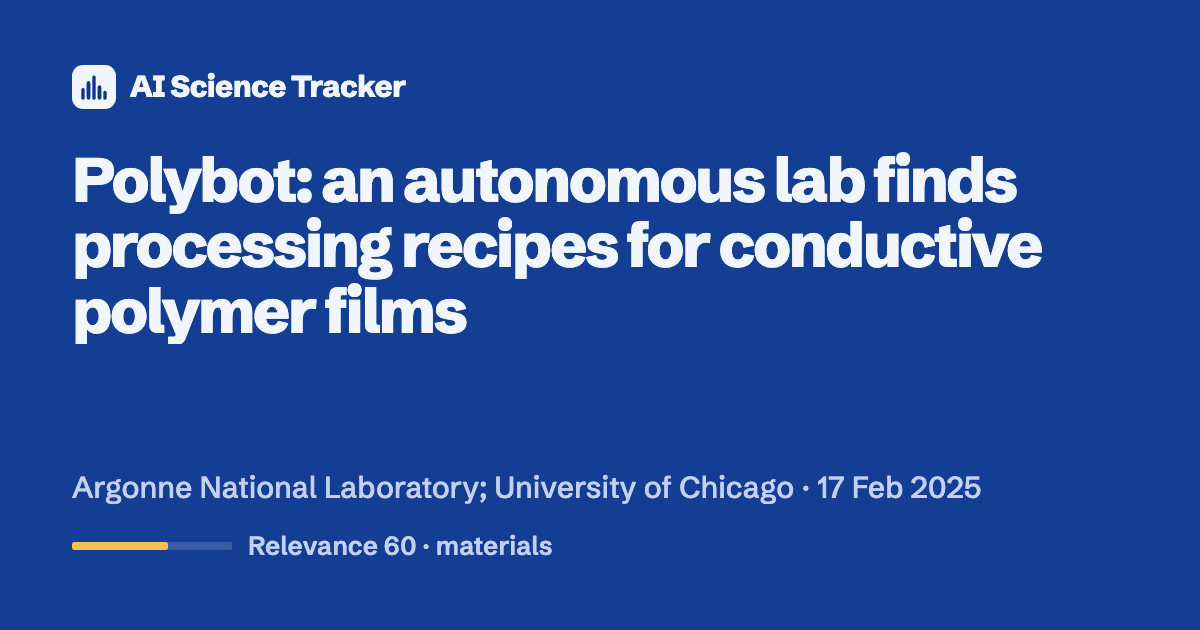 AI Science Tracker
Polybot: an autonomous lab finds
processing recipes for conductive
polymer films
Argonne National Laboratory; University of Chicago · 17 Feb 2025
Relevance 60 · materials